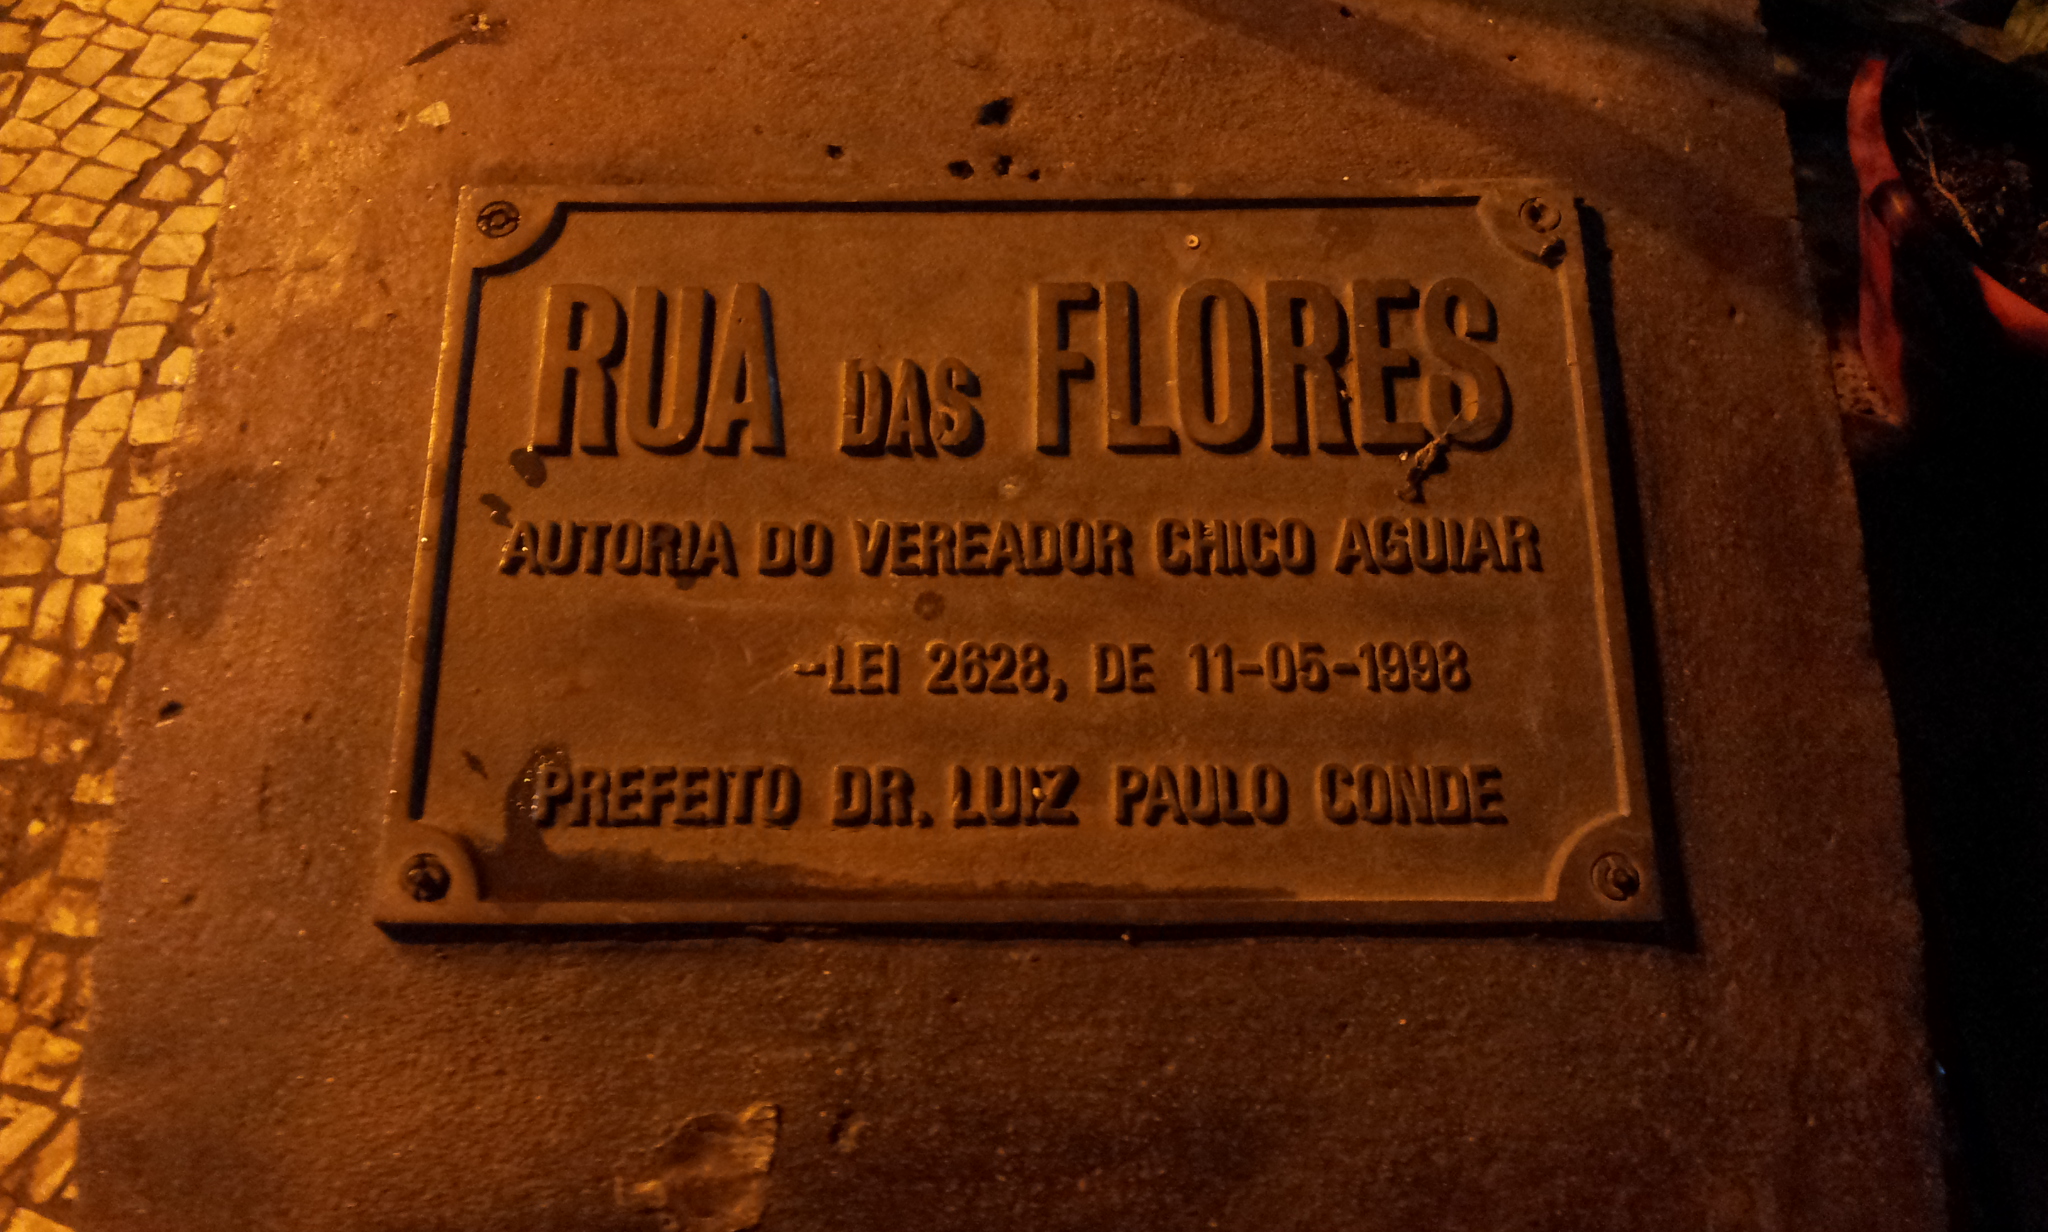 RUA DAS FLORES
AUTORIA DO VEREADOR CHICO AGUIAR
-LEI 2628, DE 11-05-1998
PREFEITO DR. LUIZ PAULO CONDE